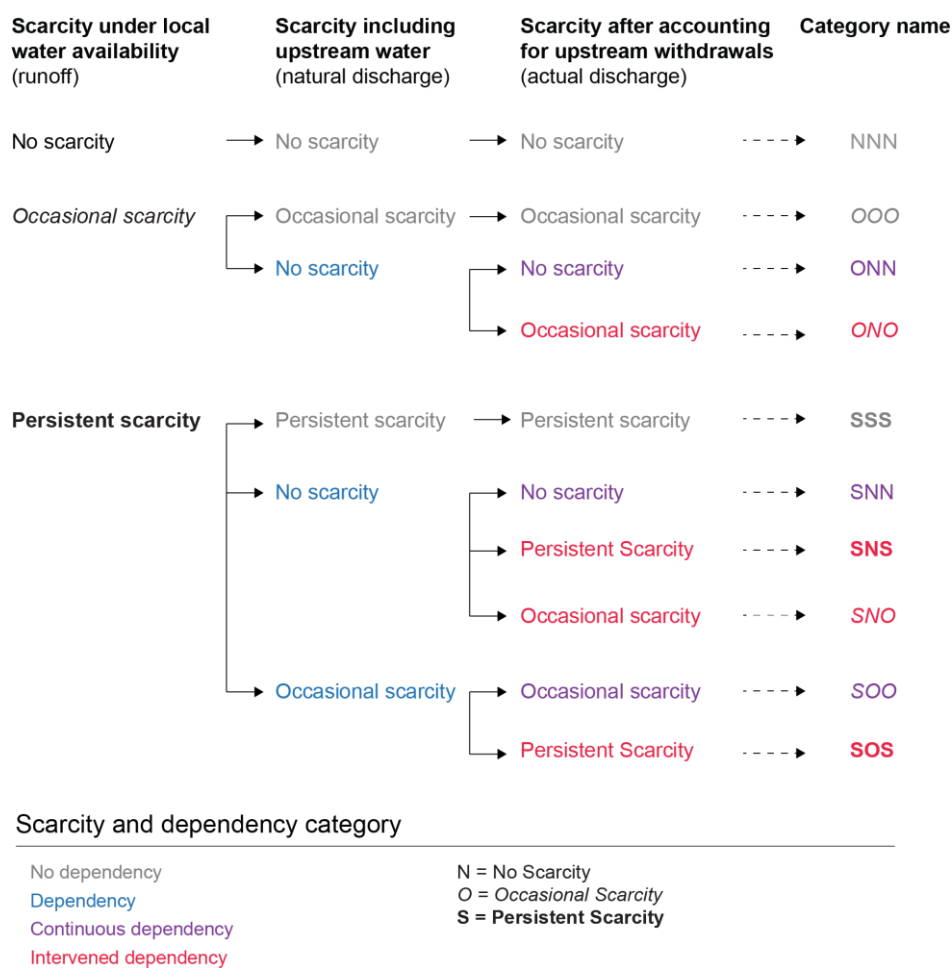 Scarcity under local
water availability
(runoff)
Scarcity including
upstream water
(natural discharge)
Scarcity after accounting
for upstream withdrawals
(actual discharge)
Category name
No scarcity No scarcity No scarcity NNN
Occasional scarcity Occasional scarcity Occasional scarcity OOO
No scarcity No scarcity ONN
Occasional scarcity ONO
Persistent scarcity Persistent scarcity Persistent scarcity SSS
No scarcity No scarcity SNN
Persistent Scarcity SNS
Occasional scarcity SNO
Occasional scarcity Occasional scarcity SOO
Persistent Scarcity SOS
Scarcity and dependency category
No dependency
Dependency
Continuous dependency
Intervened dependency
N = No Scarcity
O = Occasional Scarcity
S = Persistent Scarcity